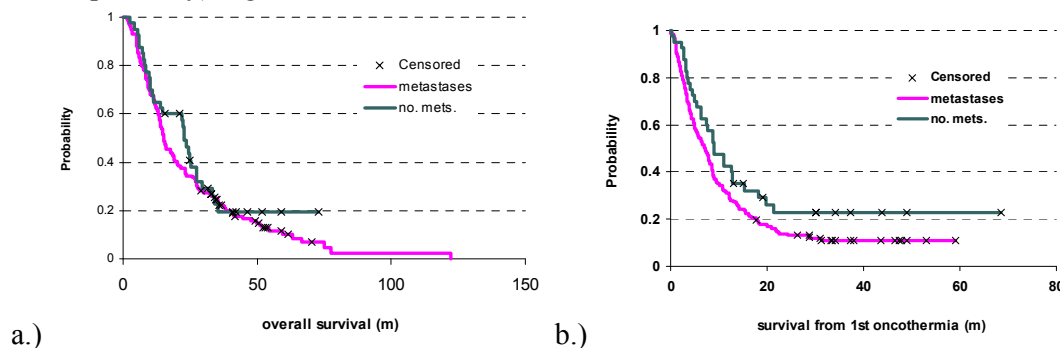 1
0.8
0.6
0.4
0.2
0
Probability
0
50
100
150
overall survival (m)
Censored
metastases
no. mets.
a.)
1
0.8
0.6
0.4
0.2
0
Probability
0
20
40
60
80
survival from 1st oncothermia (m)
Censored
metastases
no. mets.
b.)